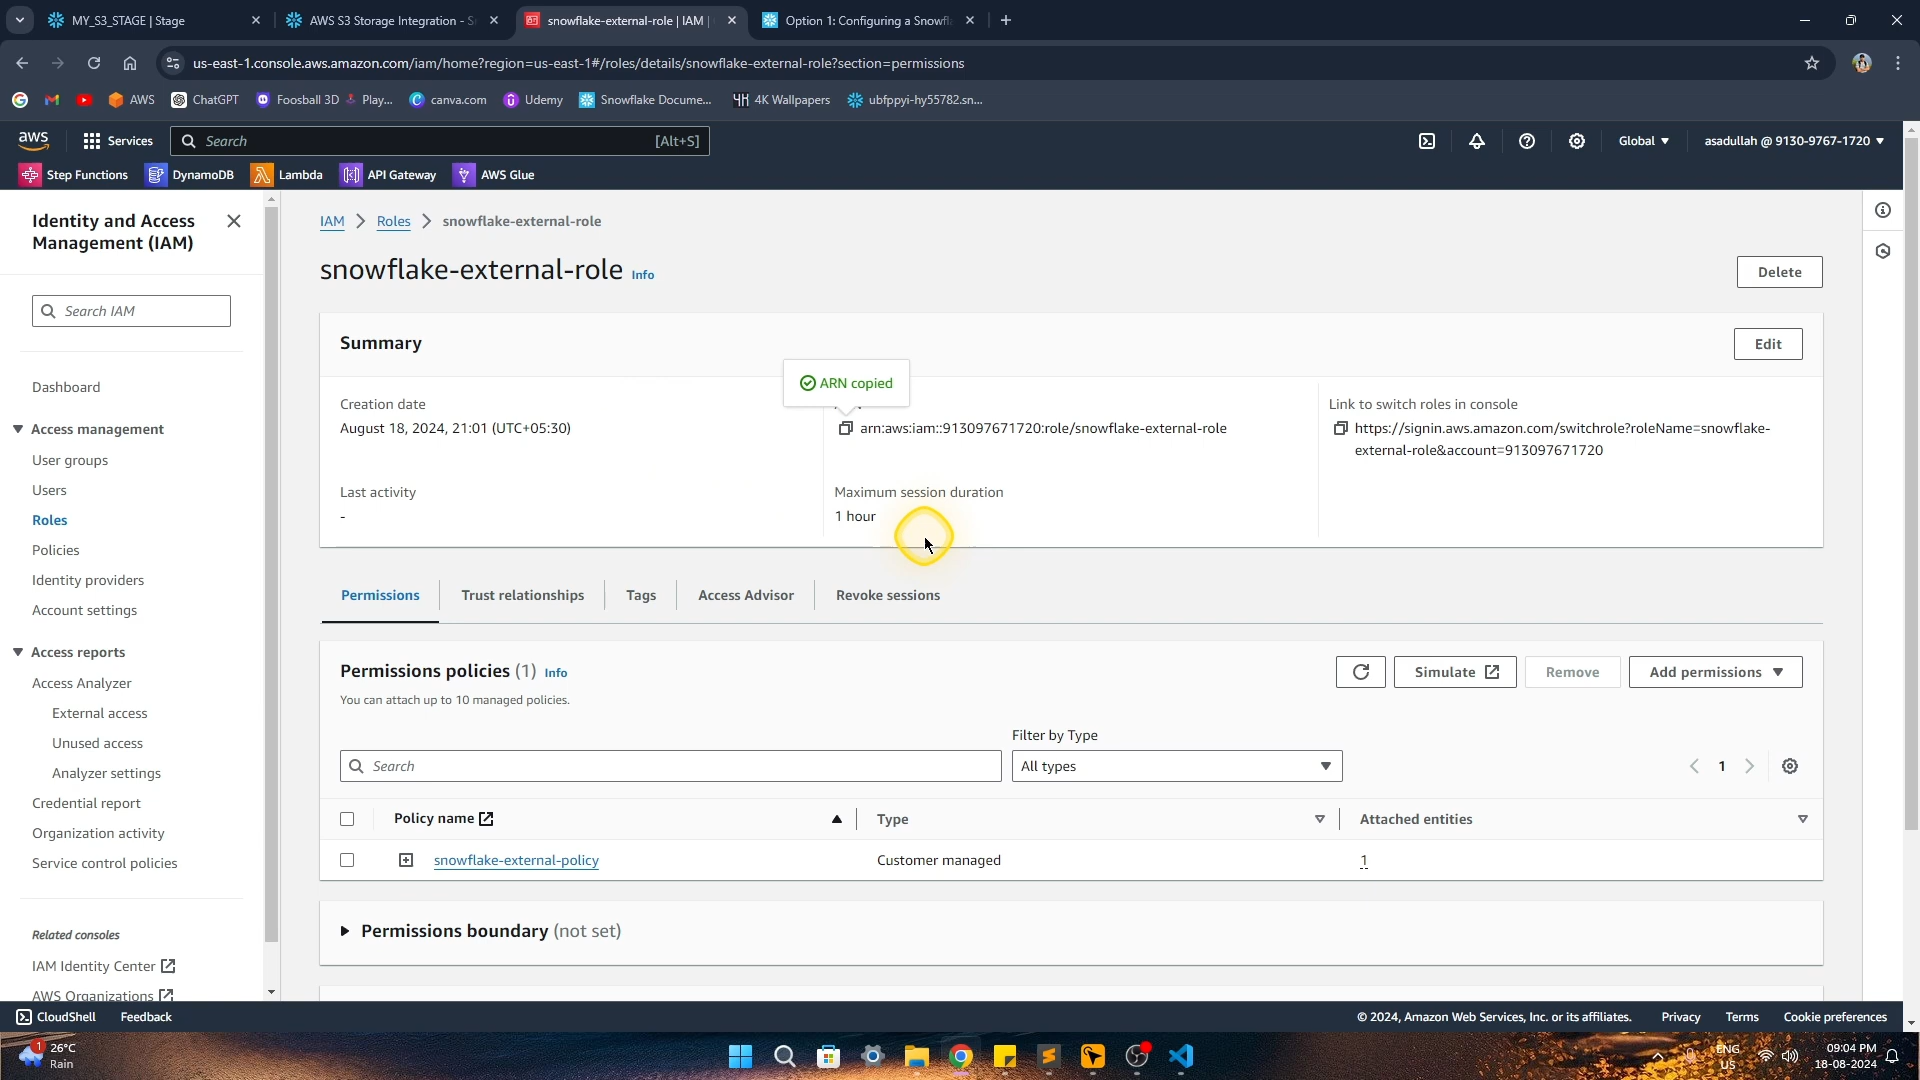 MY_S3_STAGE | Stage
AWS S3 Storage Integration - S
snowflake-external-role | IAM |
Option 1: Configuring a Snowfl
us-east-1.console.aws.amazon.com/iam/home?region=us-east-1#/roles/details/snowflake-external-role?section=permissions
AWS
ChatGPT
Foosball 3D
Play...
canva.com
Udemy
Snowflake Docume...
4K Wallpapers
ubfppyi-hy55782.sn...
aws
Services
Search
[Alt+S]
Global
asadullah @ 9130-9767-1720
Step Functions
DynamoDB
Lambda
API Gateway
AWS Glue
Identity and Access
Management (IAM)
Search IAM
Dashboard
Access management
User groups
Users
Roles
Policies
Identity providers
Account settings
Access reports
Access Analyzer
External access
Unused access
Analyzer settings
Credential report
Organization activity
Service control policies
Related consoles
IAM Identity Center
AWS Organizations
IAM > Roles > snowflake-external-role
snowflake-external-role Info
Delete
Summary
Edit
ARN copied
Creation date
August 18, 2024, 21:01 (UTC+05:30)
arn:aws:iam::913097671720:role/snowflake-external-role
Link to switch roles in console
https://signin.aws.amazon.com/switchrole?roleName=snowflake-
external-role&account=913097671720
Last activity
-
Maximum session duration
1 hour
Permissions
Trust relationships
Tags
Access Advisor
Revoke sessions
Permissions policies (1) Info
You can attach up to 10 managed policies.
Simulate
Remove
Add permissions
Filter by Type
Search
All types
1
Policy name
Type
Attached entities
snowflake-external-policy
Customer managed
1
Permissions boundary (not set)
CloudShell
Feedback
© 2024, Amazon Web Services, Inc. or its affiliates.
Privacy
Terms
Cookie preferences
1
26°C
Rain
ENG
US
09:04 PM
18-08-2024